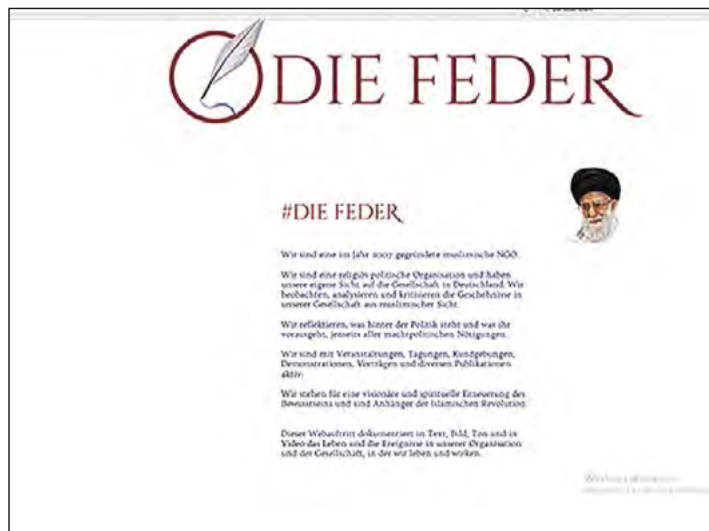 DIE FEDER
#DIE FEDER
Wir sind eine im Jahr 2007 gegründete muslimische NGO.
Wir sind eine religiös politische Organisation und haben
unsere eigene Sicht auf die Gesellschaft in Deutschland. Wir
beobachten, analysieren und kritisieren die Geschehnisse in
unserer Gesellschaft aus muslimischer Sicht.
Wir reflektieren, was hinter der Politik steht und was ihr
vorausgeht, jenseits aller machtpolitischen Nötigungen.
Wir sind mit Veranstaltungen, Tagungen, Kundgebungen,
Demonstrationen, Vorträgen und diversen Publikationen
aktiv.
Wir stehen für eine visionäre und spirituelle Erneuerung des
Bewusstseins und sind Anhänger der Islamischen Revolution.
Dieser Webauftritt dokumentiert in Text, Bild, Ton und in
Video das Leben und die Ereignisse in unserer Organisation
und der Gesellschaft, in der wir leben und wirken.